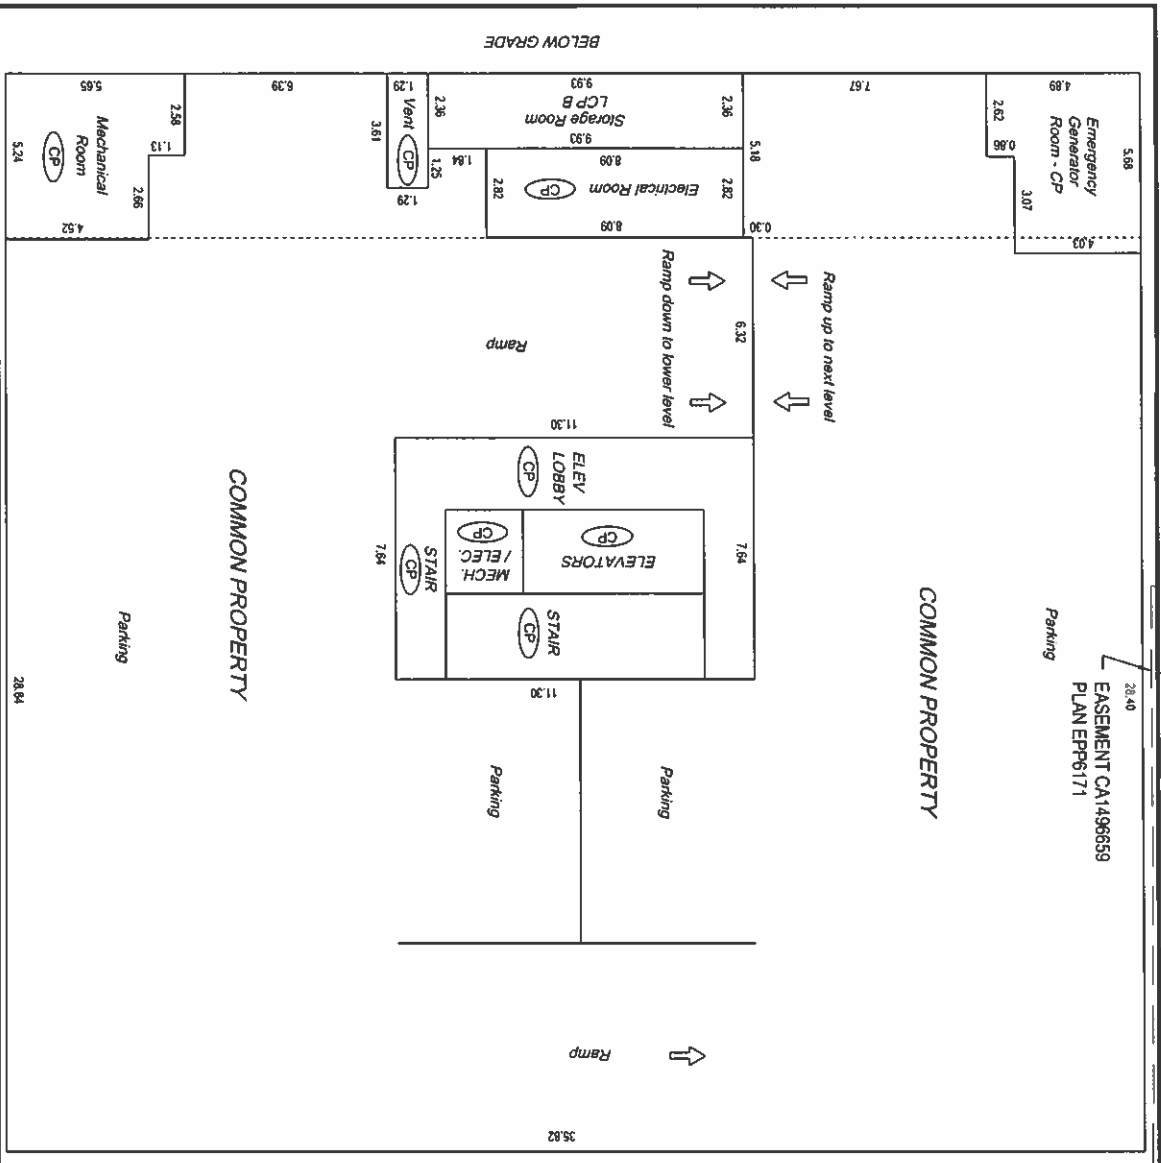 BELOW GRADE
5.65
6.39
1.29
9.93
7.67
4.89
2.58
Mechanical
Room
CP
1.13
2.66
5.24
4.52
Vent
CP
3.61
1.25
1.29
2.36
Storage Room
LCP B
2.36
9.93
1.84
8.09
2.82
Electrical Room
CP
2.82
8.09
5.18
0.30
2.62
0.86
3.07
Emergency
Generator
Room - CP
5.68
4.03
Ramp down to lower level
6.32
Ramp up to next level
Ramp
11.30
ELEV
LOBBY
CP
COMMON PROPERTY
7.64
STAIR
CP
MECH.
/ ELEC.
CP
ELEVATORS
CP
7.64
STAIR
CP
COMMON PROPERTY
Parking
Parking
28.64
11.30
28.40
EASEMENT CA1496659
PLAN EPP6171
Parking
Parking
Ramp
35.82